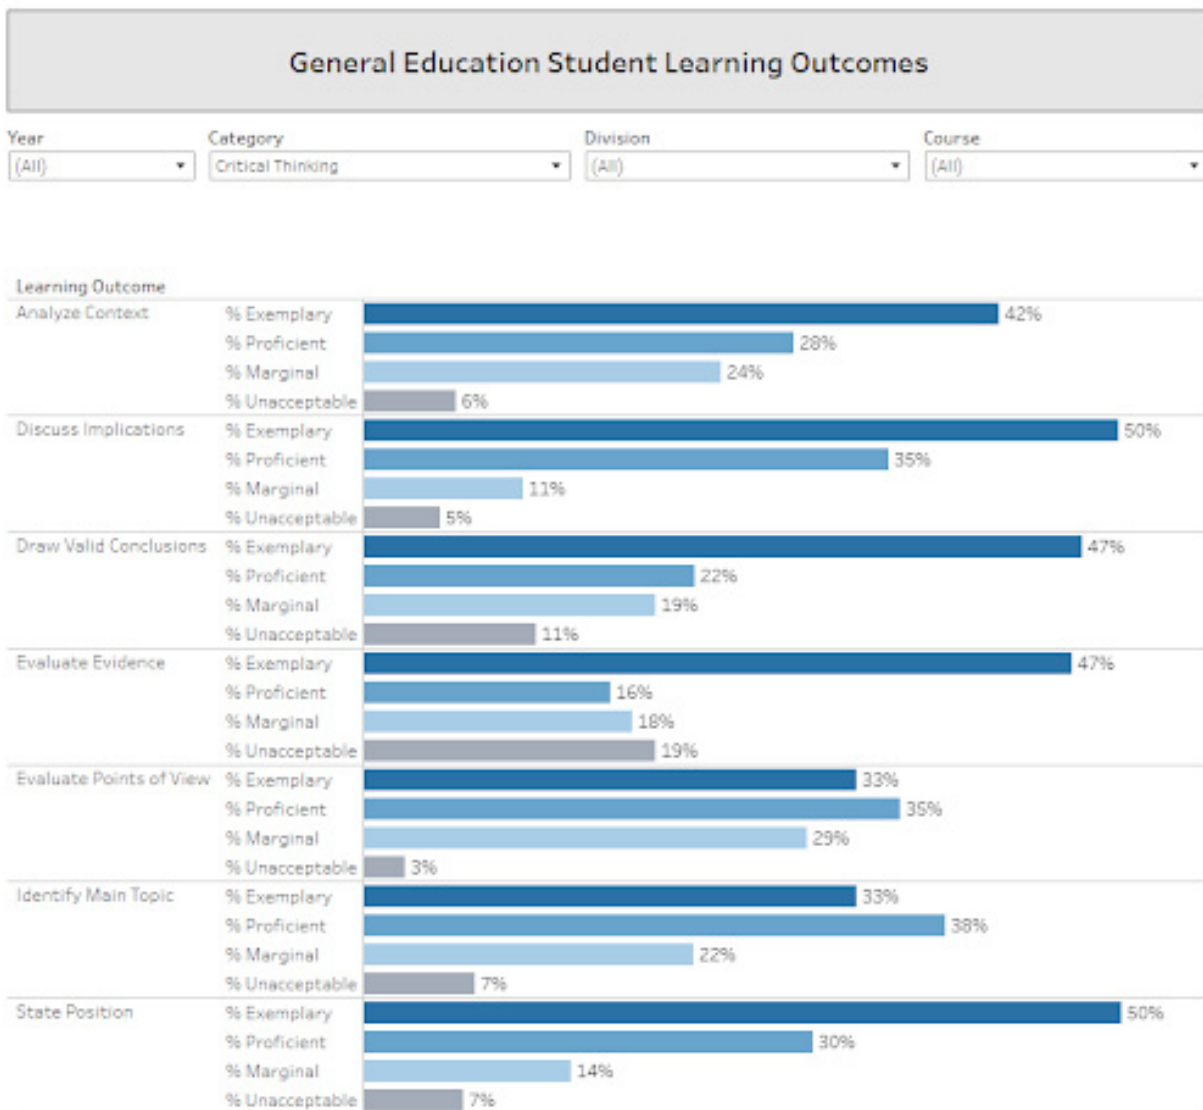 General Education Student Learning Outcomes
Year Category Division Course
(All) Critical Thinking (All) (All)
Learning Outcome
Analyze Context % Exemplary 42%
% Proficient 28%
% Marginal 24%
% Unacceptable 6%
Discuss Implications % Exemplary 50%
% Proficient 35%
% Marginal 11%
% Unacceptable 5%
Draw Valid Conclusions % Exemplary 47%
% Proficient 22%
% Marginal 19%
% Unacceptable 11%
Evaluate Evidence % Exemplary 47%
% Proficient 16%
% Marginal 18%
% Unacceptable 19%
Evaluate Points of View % Exemplary 33%
% Proficient 35%
% Marginal 29%
% Unacceptable 3%
Identify Main Topic % Exemplary 33%
% Proficient 38%
% Marginal 22%
% Unacceptable 7%
State Position % Exemplary 50%
% Proficient 30%
% Marginal 14%
% Unacceptable 7%